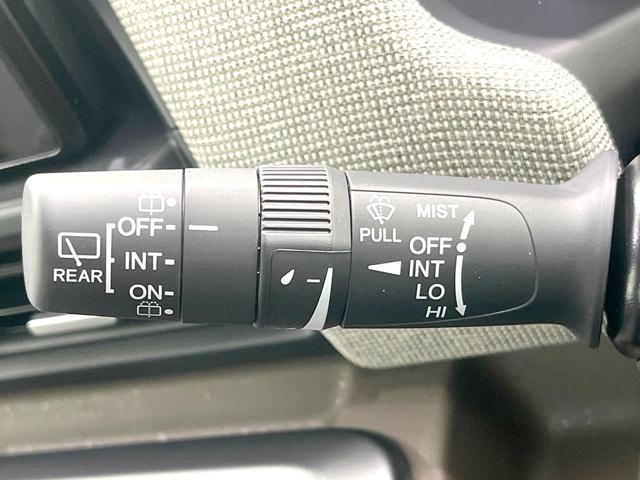 OFF
INT
ON
REAR
PULL
MIST
OFF
INT
LO
HI